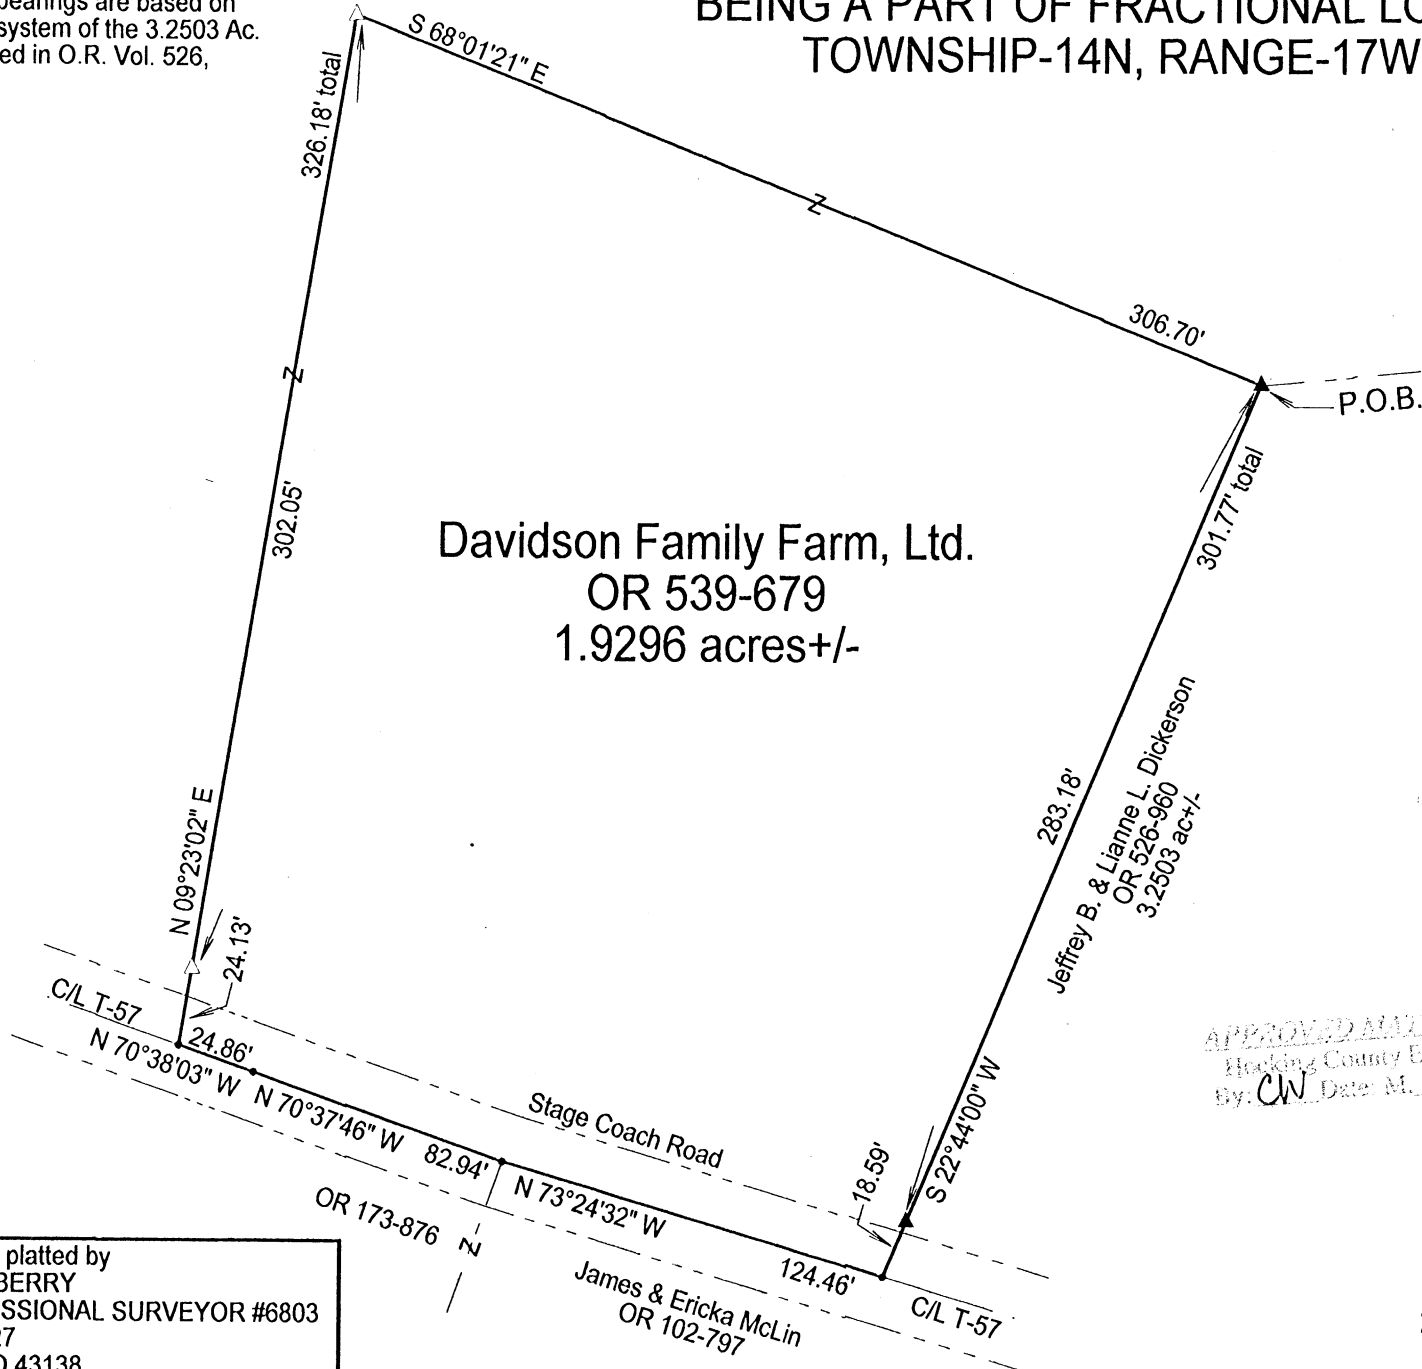 bearings are based on
system of the 3.2503 Ac.
ed in O.R. Vol. 526,
BEING A PART OF FRACTIONAL LO
TOWNSHIP-14N, RANGE-17W
S 68°01'21" E
326.18' total
306.70'
P.O.B.
301.77' total
302.05'
Davidson Family Farm, Ltd.
OR 539-679
1.9296 acres+/-
283.18'
Jeffrey B. & Lianne L. Dickerson
OR 526-960
3.2503 ac+/-
N 09°23'02" E
24.13'
C/L T-57
24.86'
N 70°38'03" W
N 70°37'46" W
82.94'
Stage Coach Road
N 73°24'32" W
124.46'
18.59'
S 22°44'00" W
APPROVED
Hocking County E
By: CW Date: M.
OR 173-876
James & Ericka McLin
OR 102-797
C/L T-57
platted by
BERRY
SSIONAL SURVEYOR #6803
27
O 43138